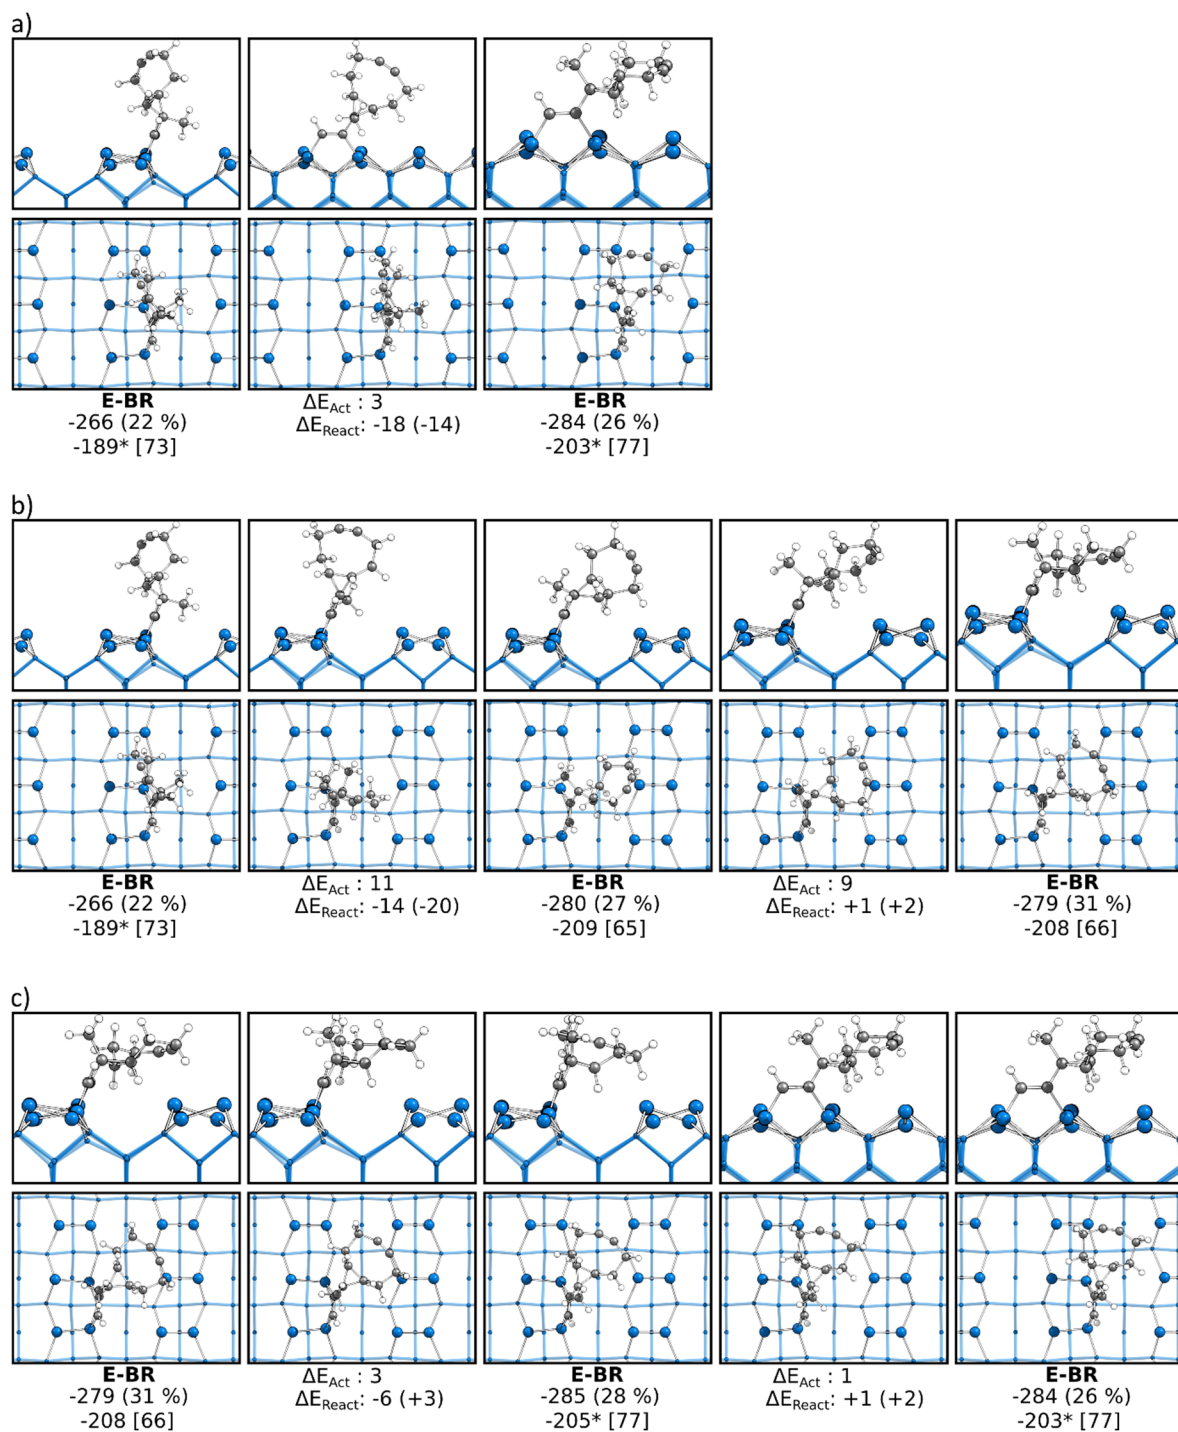 a)
E-BR
-266 (22 %)
-189* [73]
ΔE_Act : 3
ΔE_React: -18 (-14)
E-BR
-284 (26 %)
-203* [77]
b)
E-BR
-266 (22 %)
-189* [73]
ΔE_Act : 11
ΔE_React: -14 (-20)
E-BR
-280 (27 %)
-209 [65]
ΔE_Act : 9
ΔE_React: +1 (+2)
E-BR
-279 (31 %)
-208 [66]
c)
E-BR
-279 (31 %)
-208 [66]
ΔE_Act : 3
ΔE_React: -6 (+3)
E-BR
-285 (28 %)
-205* [77]
ΔE_Act : 1
ΔE_React: +1 (+2)
E-BR
-284 (26 %)
-203* [77]